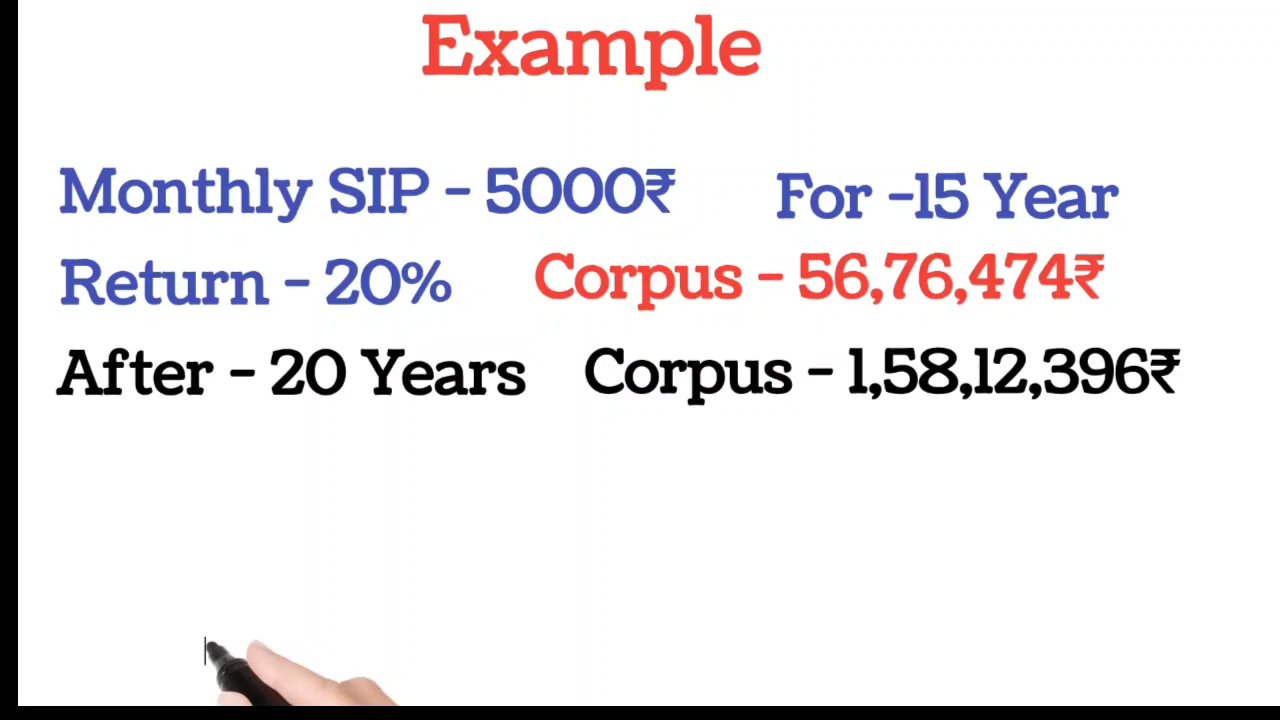 Example
Monthly SIP - 5000₹ For -15 Year
Return - 20% Corpus - 56,76,474₹
After - 20 Years Corpus - 1,58,12,396₹